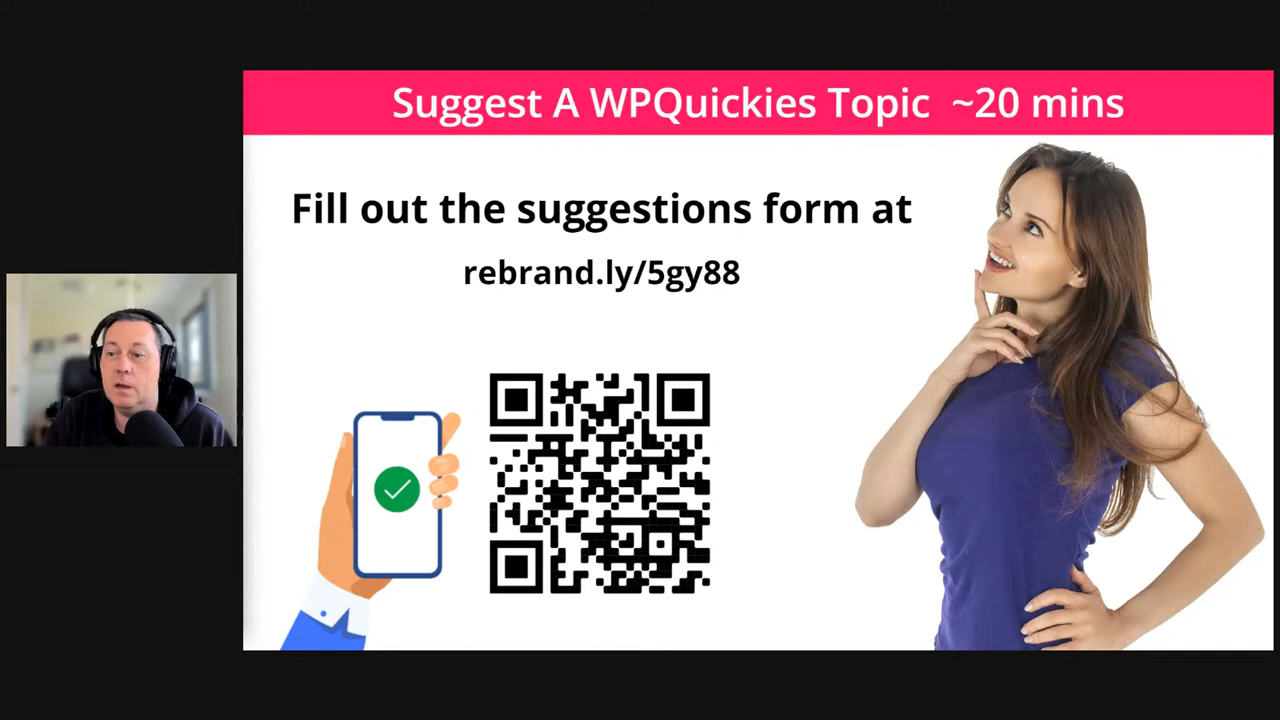 Suggest A WPQuickies Topic ~20 mins
Fill out the suggestions form at
rebrand.ly/5gy88